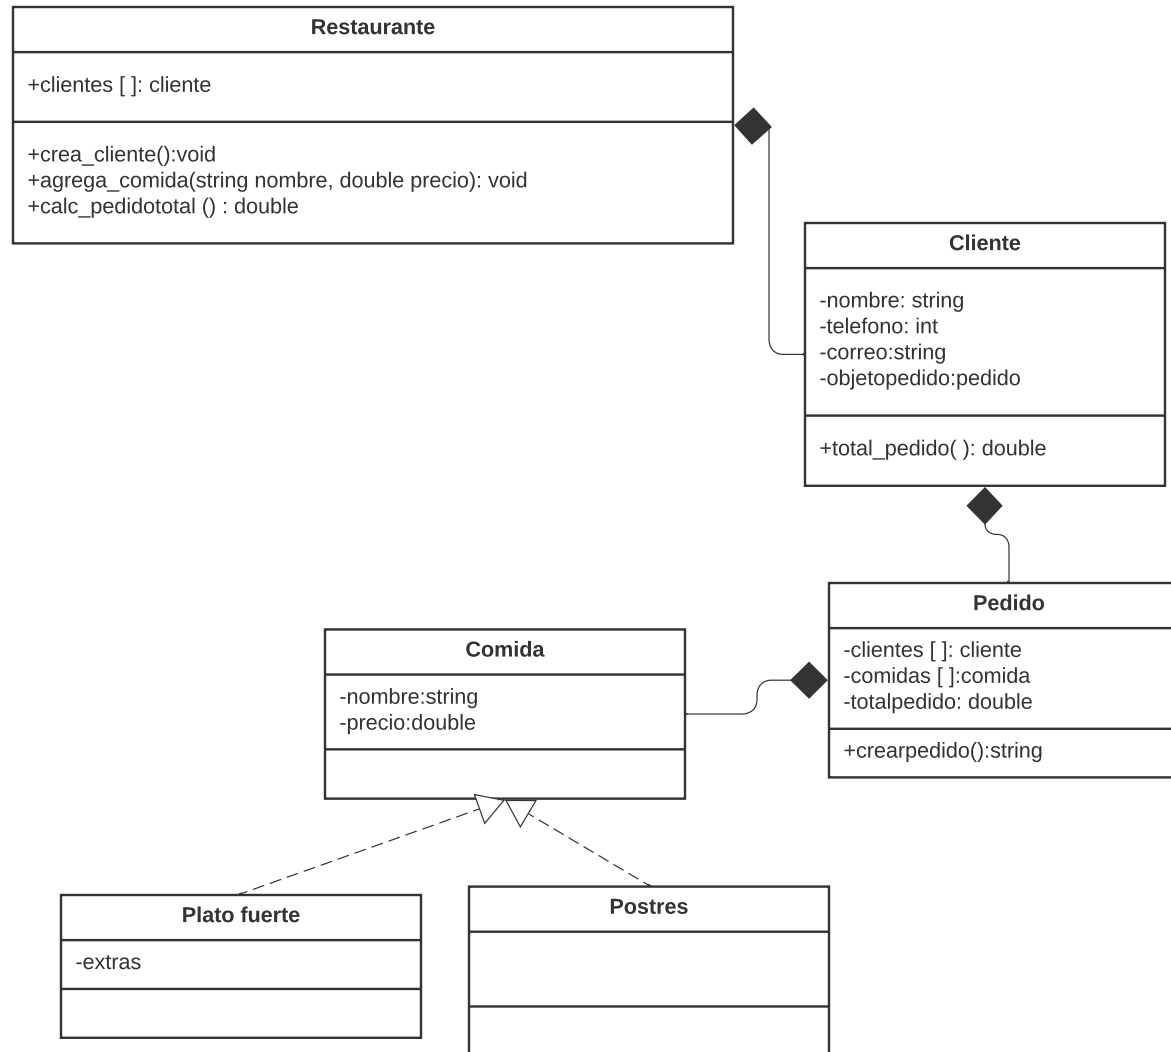 Restaurante
+clientes [ ]: cliente
+crea_cliente():void
+agrega_comida(string nombre, double precio): void
+calc_pedidototal () : double
Cliente
-nombre: string
-telefono: int
-correo:string
-objetopedido:pedido
+total_pedido( ): double
Pedido
-clientes [ ]: cliente
-comidas [ ]:comida
-totalpedido: double
+crearpedido():string
Comida
-nombre:string
-precio:double
Plato fuerte
-extras
Postres